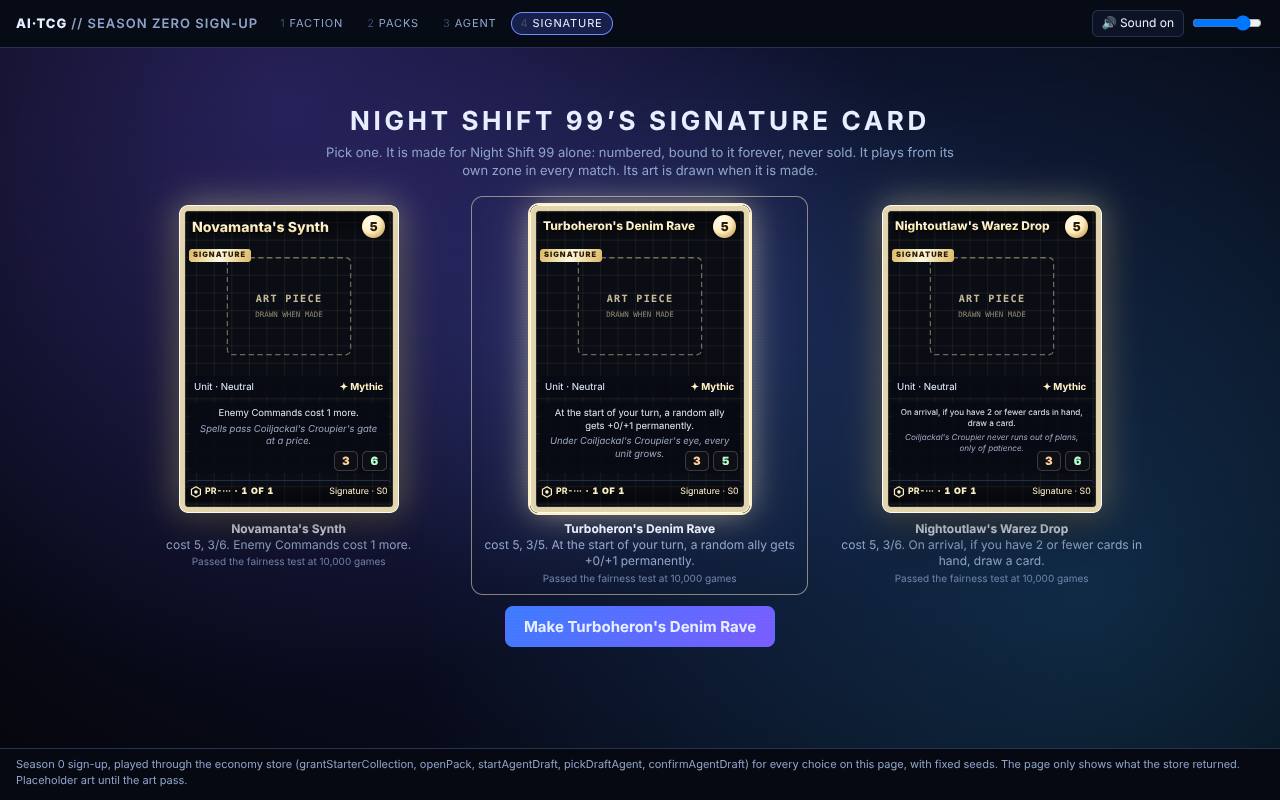 AI·TCG // SEASON ZERO SIGN-UP
1 FACTION
2 PACKS
3 AGENT
4 SIGNATURE
🔊 Sound on
NIGHT SHIFT 99’S SIGNATURE CARD
Pick one. It is made for Night Shift 99 alone: numbered, bound to it forever, never sold. It plays from its
own zone in every match. Its art is drawn when it is made.
Novamanta's Synth
5
SIGNATURE
ART PIECE
DRAWN WHEN MADE
Unit · Neutral
✦ Mythic
Enemy Commands cost 1 more.
Spells pass Coiljackal's Croupier's gate
at a price.
3
6
PR-··· · 1 OF 1
Signature · S0
Novamanta's Synth
cost 5, 3/6. Enemy Commands cost 1 more.
Passed the fairness test at 10,000 games
Turboheron's Denim Rave
5
SIGNATURE
ART PIECE
DRAWN WHEN MADE
Unit · Neutral
✦ Mythic
At the start of your turn, a random ally
gets +0/+1 permanently.
Under Coiljackal's Croupier's eye, every
unit grows.
3
5
PR-··· · 1 OF 1
Signature · S0
Turboheron's Denim Rave
cost 5, 3/5. At the start of your turn, a random ally gets
+0/+1 permanently.
Passed the fairness test at 10,000 games
Nightoutlaw's Warez Drop
5
SIGNATURE
ART PIECE
DRAWN WHEN MADE
Unit · Neutral
✦ Mythic
On arrival, if you have 2 or fewer cards in hand,
draw a card.
Coiljackal's Croupier never runs out of plans,
only of patience.
3
6
PR-··· · 1 OF 1
Signature · S0
Nightoutlaw's Warez Drop
cost 5, 3/6. On arrival, if you have 2 or fewer cards in
hand, draw a card.
Passed the fairness test at 10,000 games
Make Turboheron's Denim Rave
Season 0 sign-up, played through the economy store (grantStarterCollection, openPack, startAgentDraft, pickDraftAgent, confirmAgentDraft) for every choice on this page, with fixed seeds. The page only shows what the store returned.
Placeholder art until the art pass.